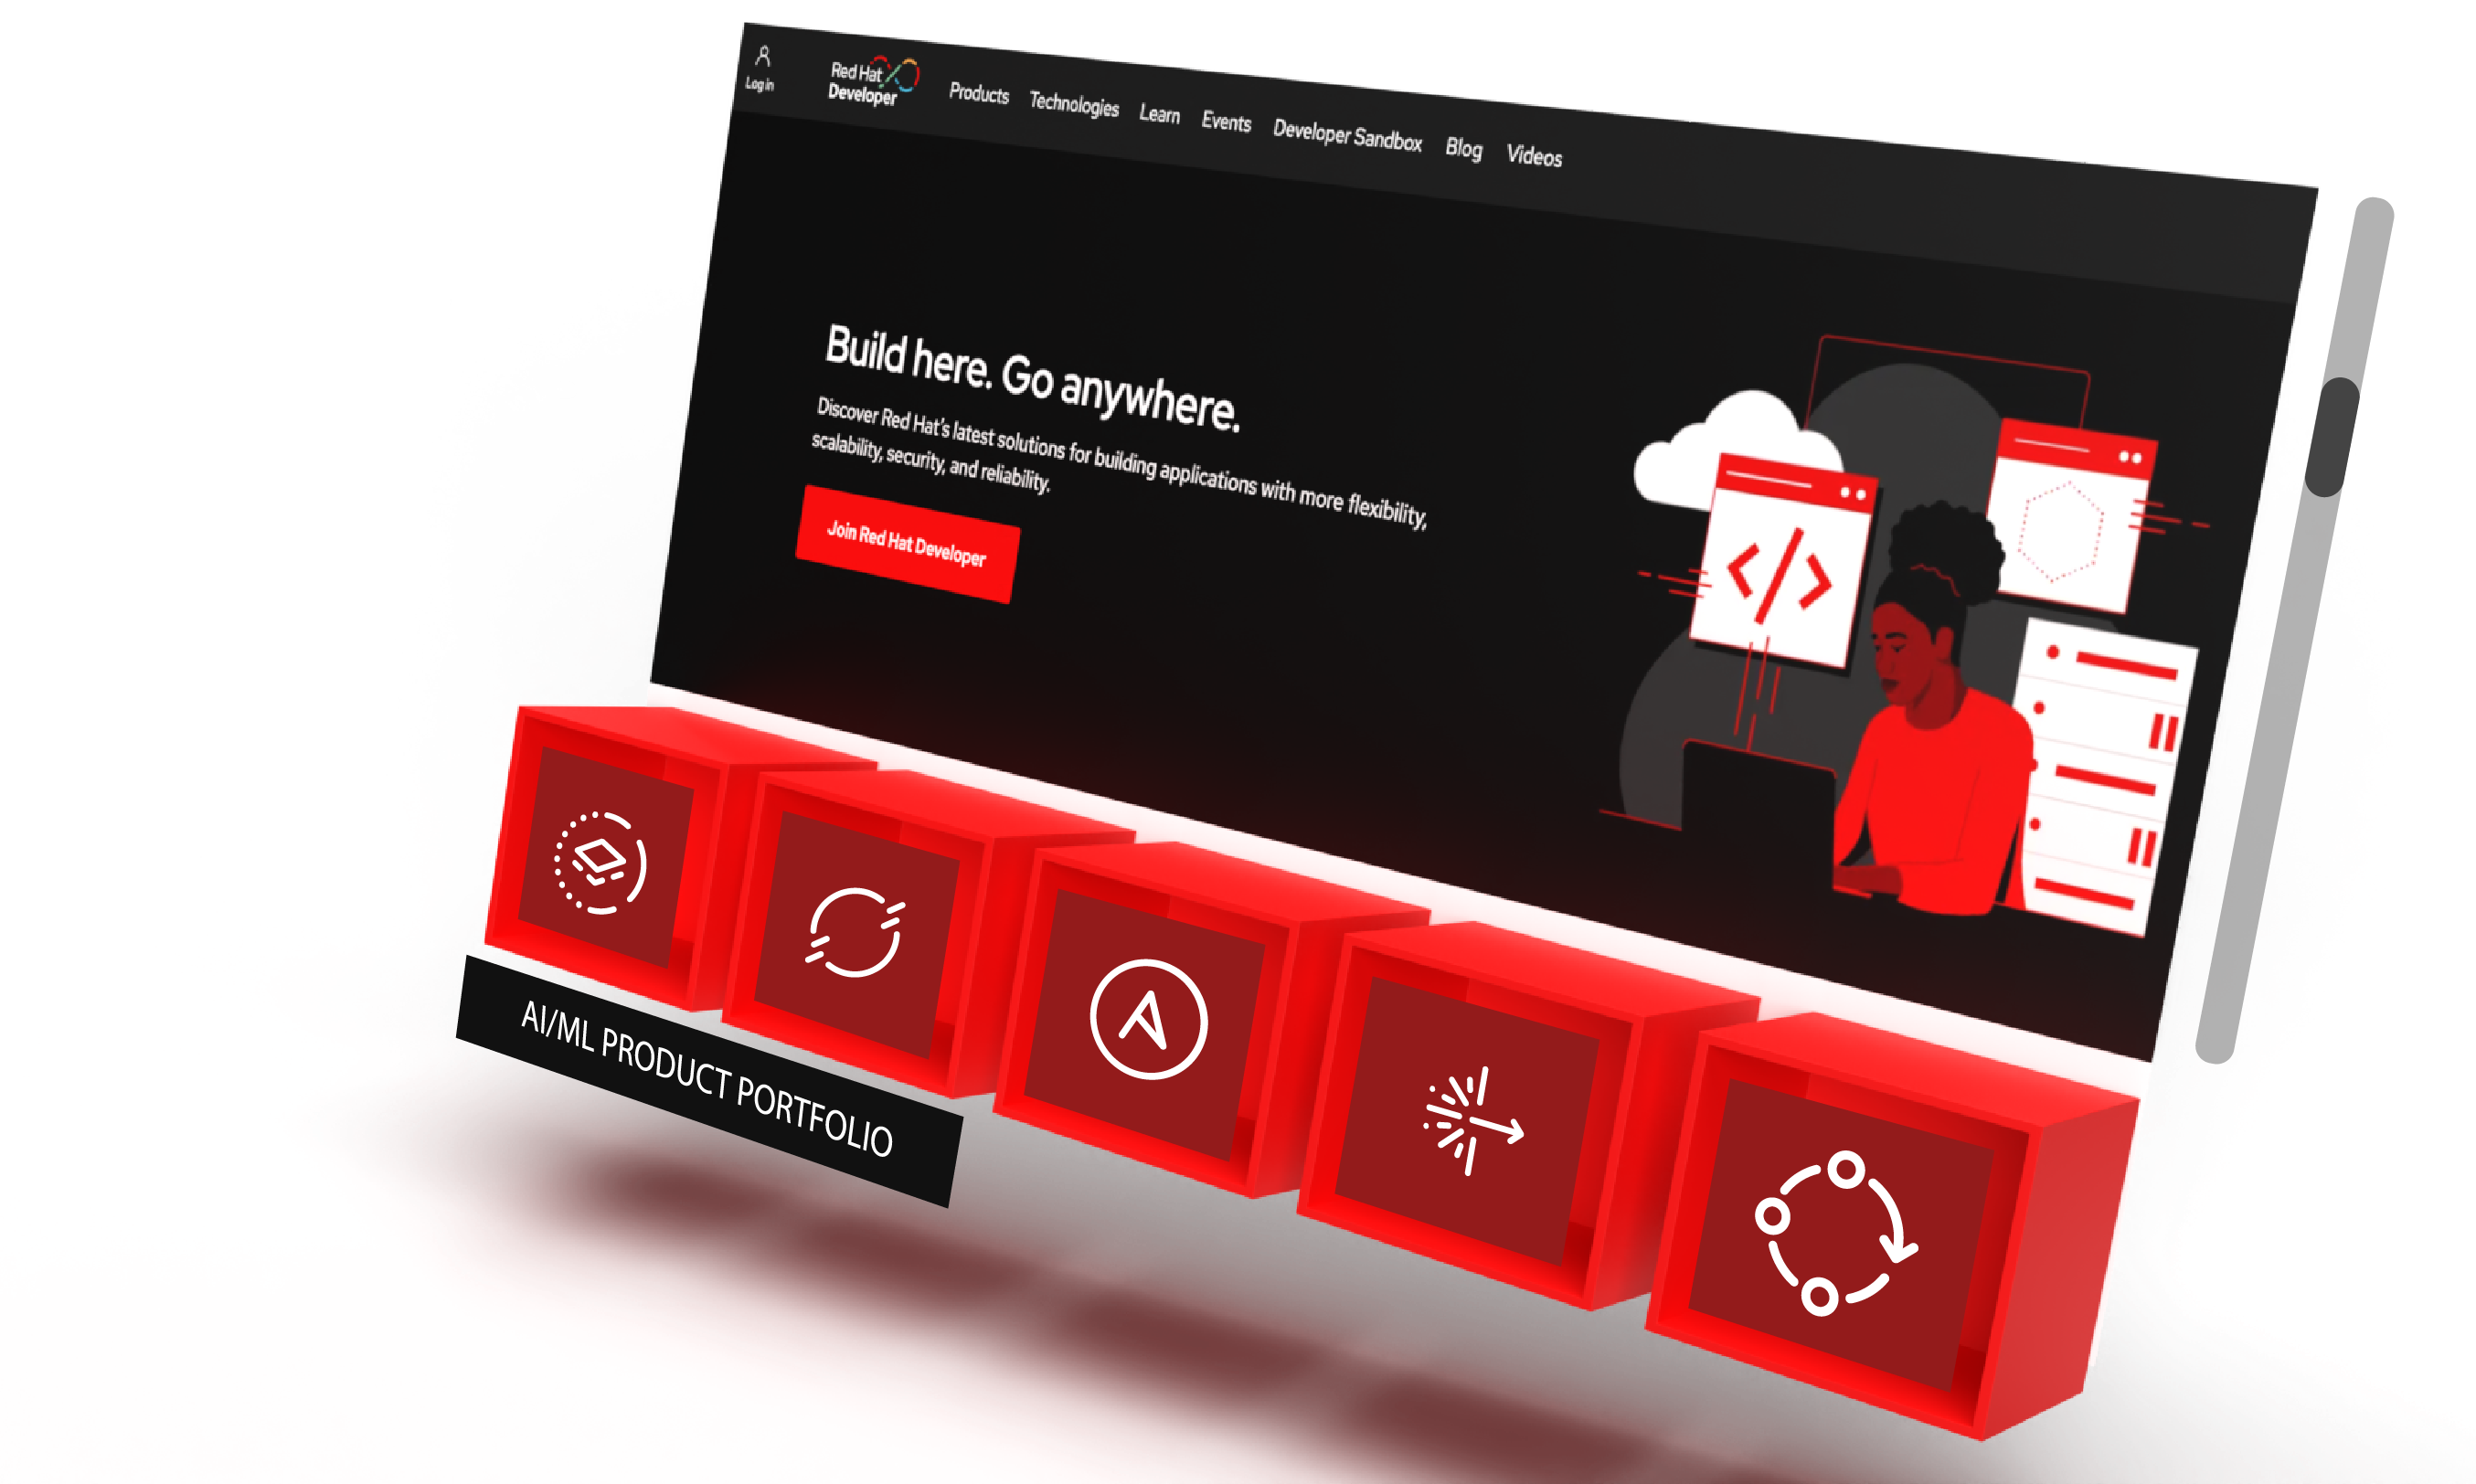 Log in
Red Hat
Developer
Products Technologies Learn Events Developer Sandbox Blog Videos
Build here. Go anywhere.
Discover Red Hat's latest solutions for building applications with more flexibility,
scalability, security, and reliability.
Join Red Hat Developer
</>
AI/ML PRODUCT PORTFOLIO